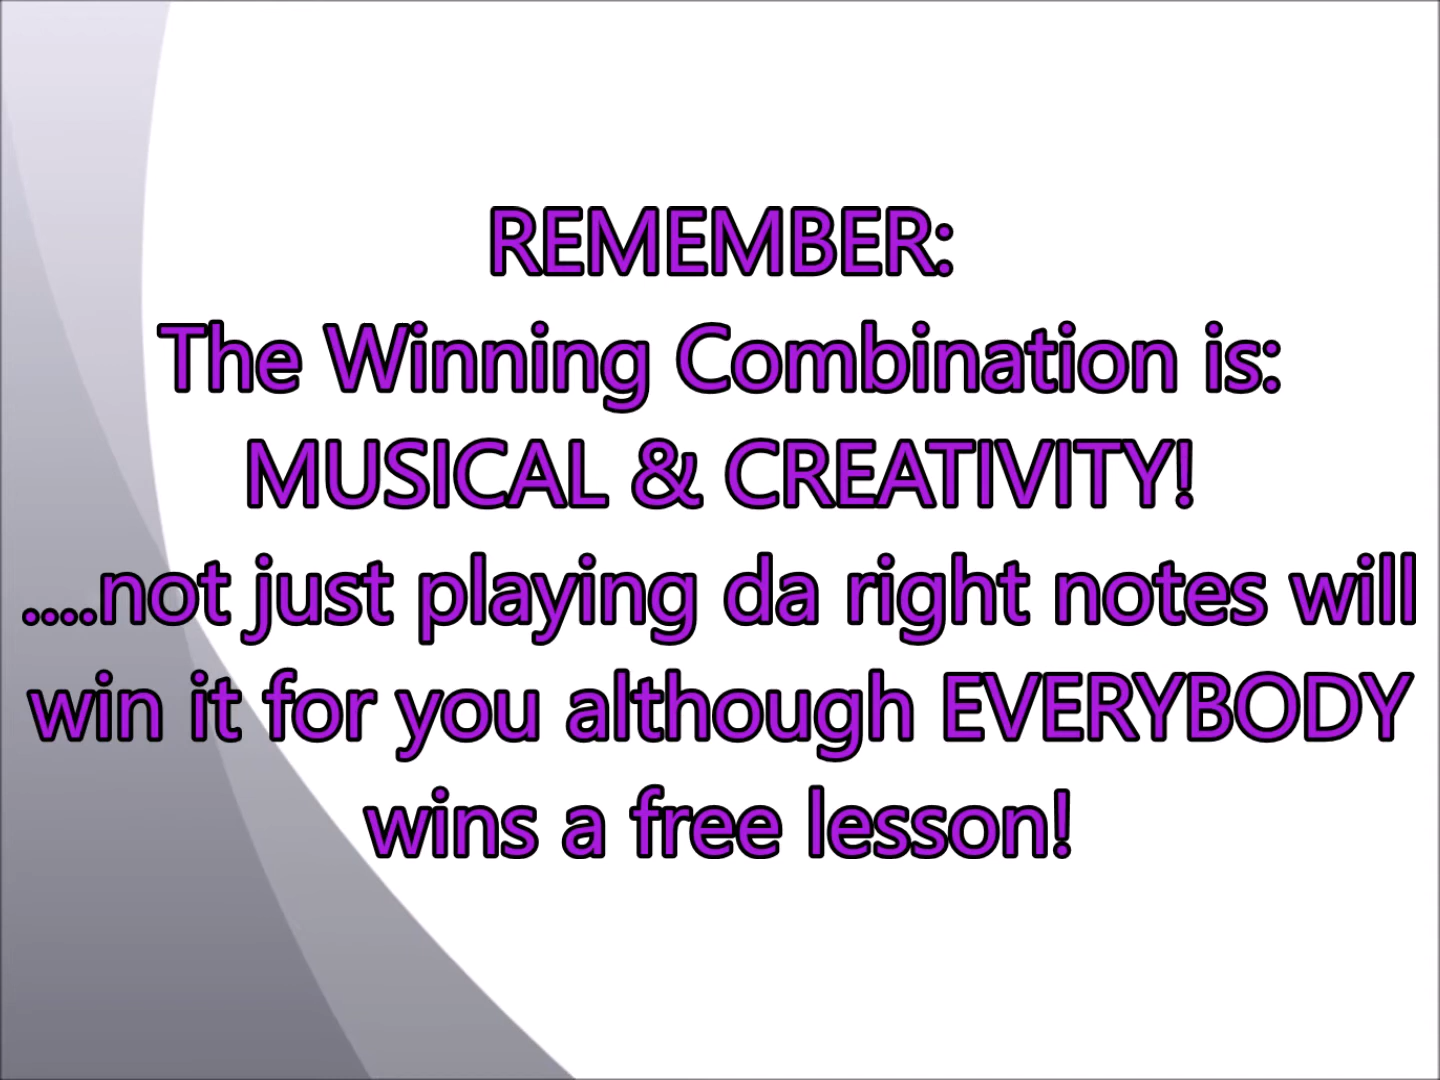 REMEMBER:
The Winning Combination is:
MUSICAL & CREATIVITY!
....not just playing da right notes will
win it for you although EVERYBODY
wins a free lesson!